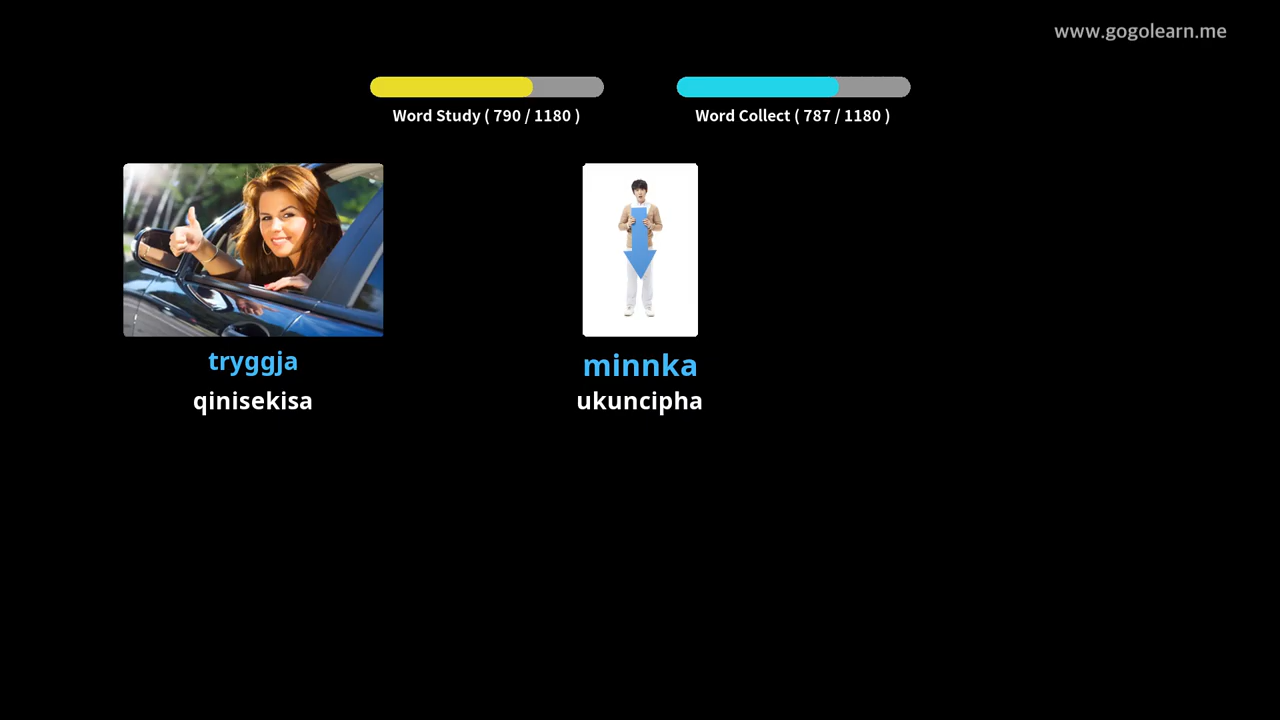 www.gogolearn.me
Word Study ( 790 / 1180 )
Word Collect ( 787 / 1180 )
tryggja
qinisekisa
minnka
ukuncipha